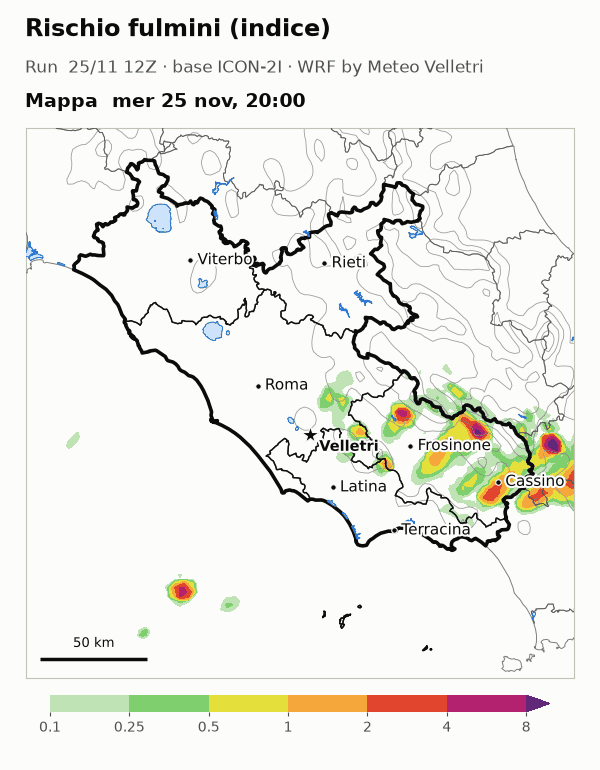 Rischio fulmini (indice)
Run  25/11 12Z · base ICON-2I · WRF by Meteo Velletri
Mappa  mer 25 nov, 20:00
Viterbo
Rieti
Roma
Velletri
Frosinone
Latina
Cassino
Terracina
50 km
0.1 0.25 0.5 1 2 4 8